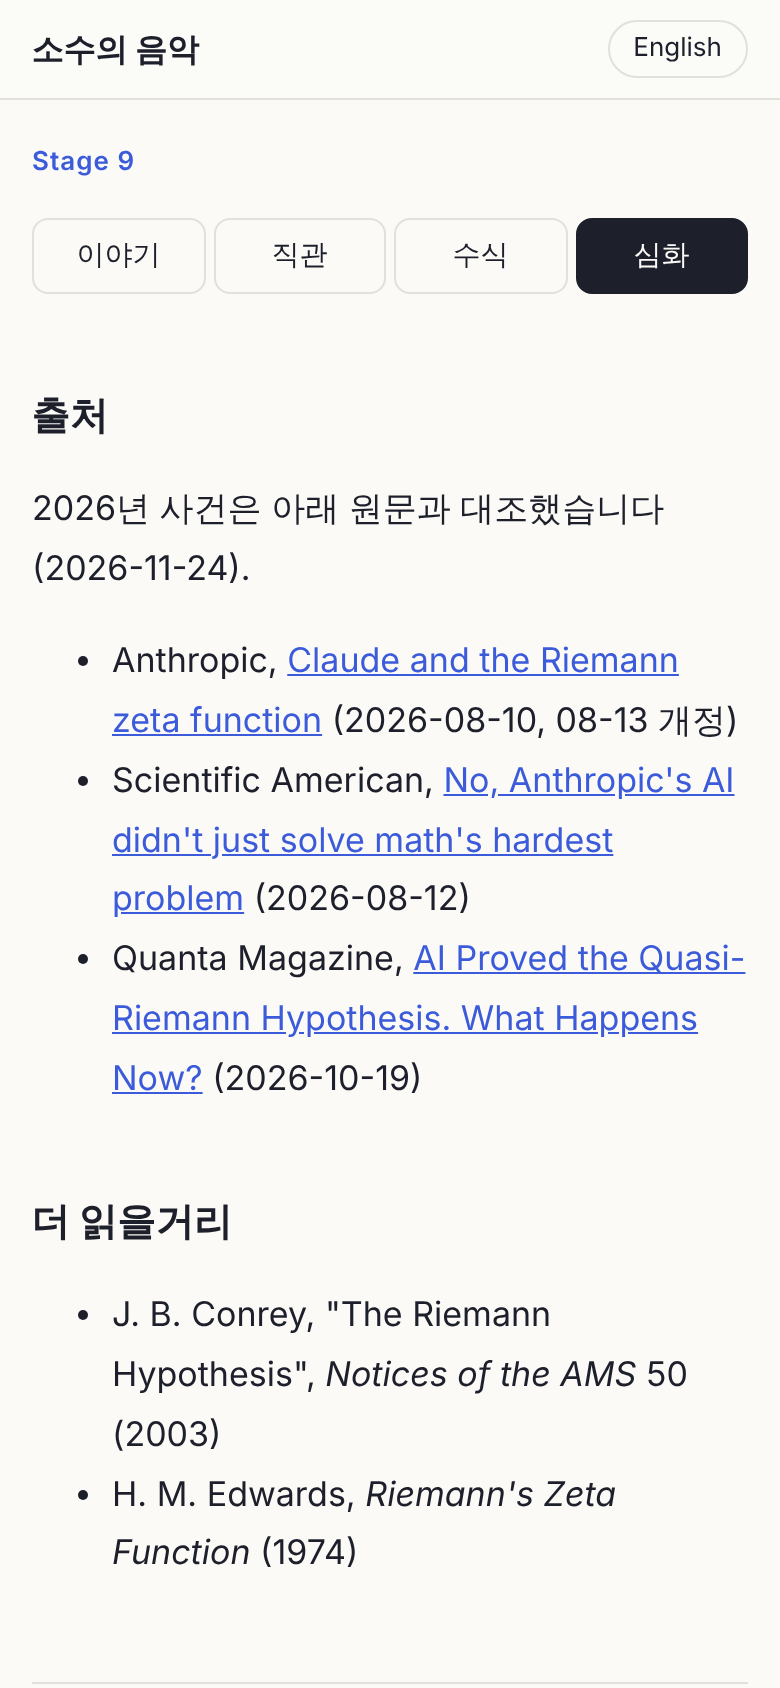 소수의 음악
English
Stage 9
이야기
직관
수식
심화
출처
2026년 사건은 아래 원문과 대조했습니다
(2026-11-24).
• Anthropic, Claude and the Riemann
zeta function (2026-08-10, 08-13 개정)
• Scientific American, No, Anthropic's AI
didn't just solve math's hardest
problem (2026-08-12)
• Quanta Magazine, AI Proved the Quasi-
Riemann Hypothesis. What Happens
Now? (2026-10-19)
더 읽을거리
• J. B. Conrey, "The Riemann
Hypothesis", Notices of the AMS 50
(2003)
• H. M. Edwards, Riemann's Zeta
Function (1974)